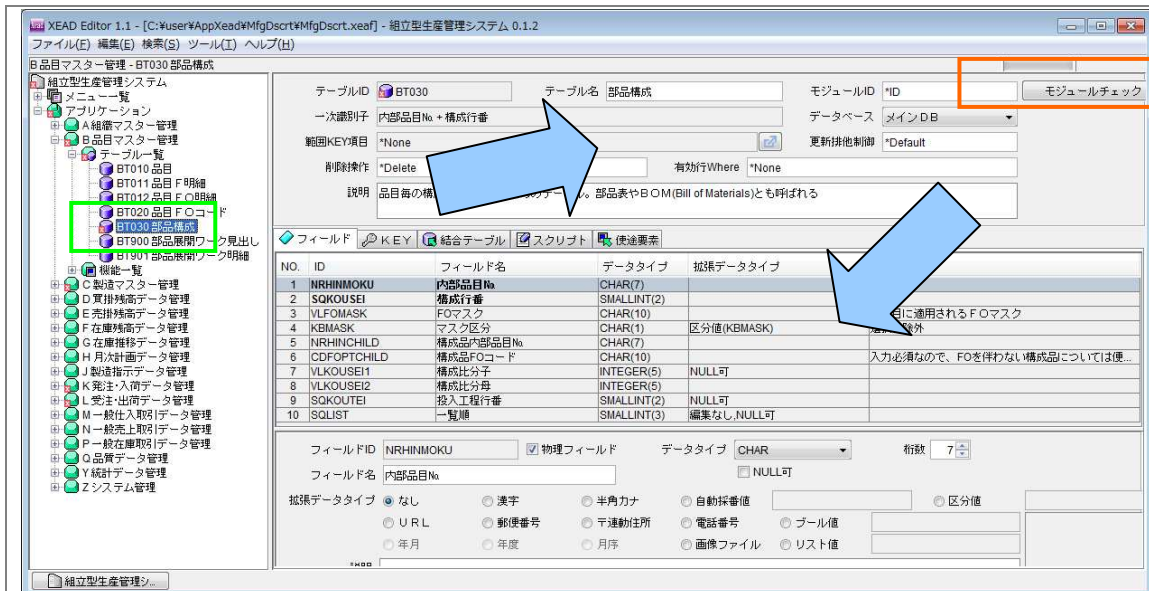 XEAD Editor 1.1 - [C:¥user¥AppXead¥MfgDscrt¥MfgDscrt.xeaf] - 組立型生産管理システム 0.1.2
ファイル(F) 編集(E) 検索(S) ツール(T) ヘルプ(H)
B 品目マスター管理 - BT030 部品構成
組立型生産管理システム
メニュー一覧
アプリケーション
A 組織マスター管理
B 品目マスター管理
テーブル一覧
BT010 品目
BT011 品目F明細
BT012 品目FO明細
BT020 品目FOコード
BT030 部品構成
BT900 部品展開ワーク見出し
BT901 部品展開ワーク明細
機能一覧
C 製造マスター管理
D 買掛残高データ管理
E 売掛残高データ管理
F 在庫残高データ管理
G 在庫推移データ管理
H 月次計画データ管理
J 製造指示データ管理
K 発注・入荷データ管理
L 受注・出荷データ管理
M 一般仕入取引データ管理
N 一般売上取引データ管理
P 一般在庫取引データ管理
Q 品質データ管理
Y 統計データ管理
Z システム管理
テーブルID BT030 テーブル名 部品構成 モジュールID *ID モジュールチェック
一次識別子 内部品目№ + 構成行番 データベース メインDB
範囲KEY項目 *None 更新排他制御 *Default
削除操作 *Delete 有効行Where *None
説明 品目毎の構 のテー 。部品表やBOM(Bill of Materials)とも呼ばれる
フィールド KEY 結合テーブル スクリプト 使途要素
NO. ID フィールド名 データタイプ 拡張データタイプ
1 NRHINMOKU 内部品目№ CHAR(7)
2 SQKOUSEI 構成行番 SMALLINT(2)
3 VLFOMASK FOマスク CHAR(10) 目に適用されるFOマスク
4 KBMASK マスク区分 CHAR(1) 区分値(KBMASK) 除外
5 NRHINCHILD 構成品内部品目№ CHAR(7)
6 CDFOPTCHILD 構成品FOコード CHAR(10) 入力必須なので、FOを伴わない構成品については便...
7 VLKOUSEI1 構成比分子 INTEGER(5) NULL可
8 VLKOUSEI2 構成比分母 INTEGER(5)
9 SQKOUTEI 投入工程行番 SMALLINT(2) NULL可
10 SQLIST 一覧順 SMALLINT(3) 編集なし,NULL可
フィールドID NRHINMOKU 物理フィールド データタイプ CHAR 桁数 7
フィールド名 内部品目№ NULL可
拡張データタイプ なし 漢字 半角カナ 自動採番値 区分値
URL 郵便番号 〒連動住所 電話番号 ブール値
年月 年度 月序 画像ファイル リスト値
組立型生産管理シ...